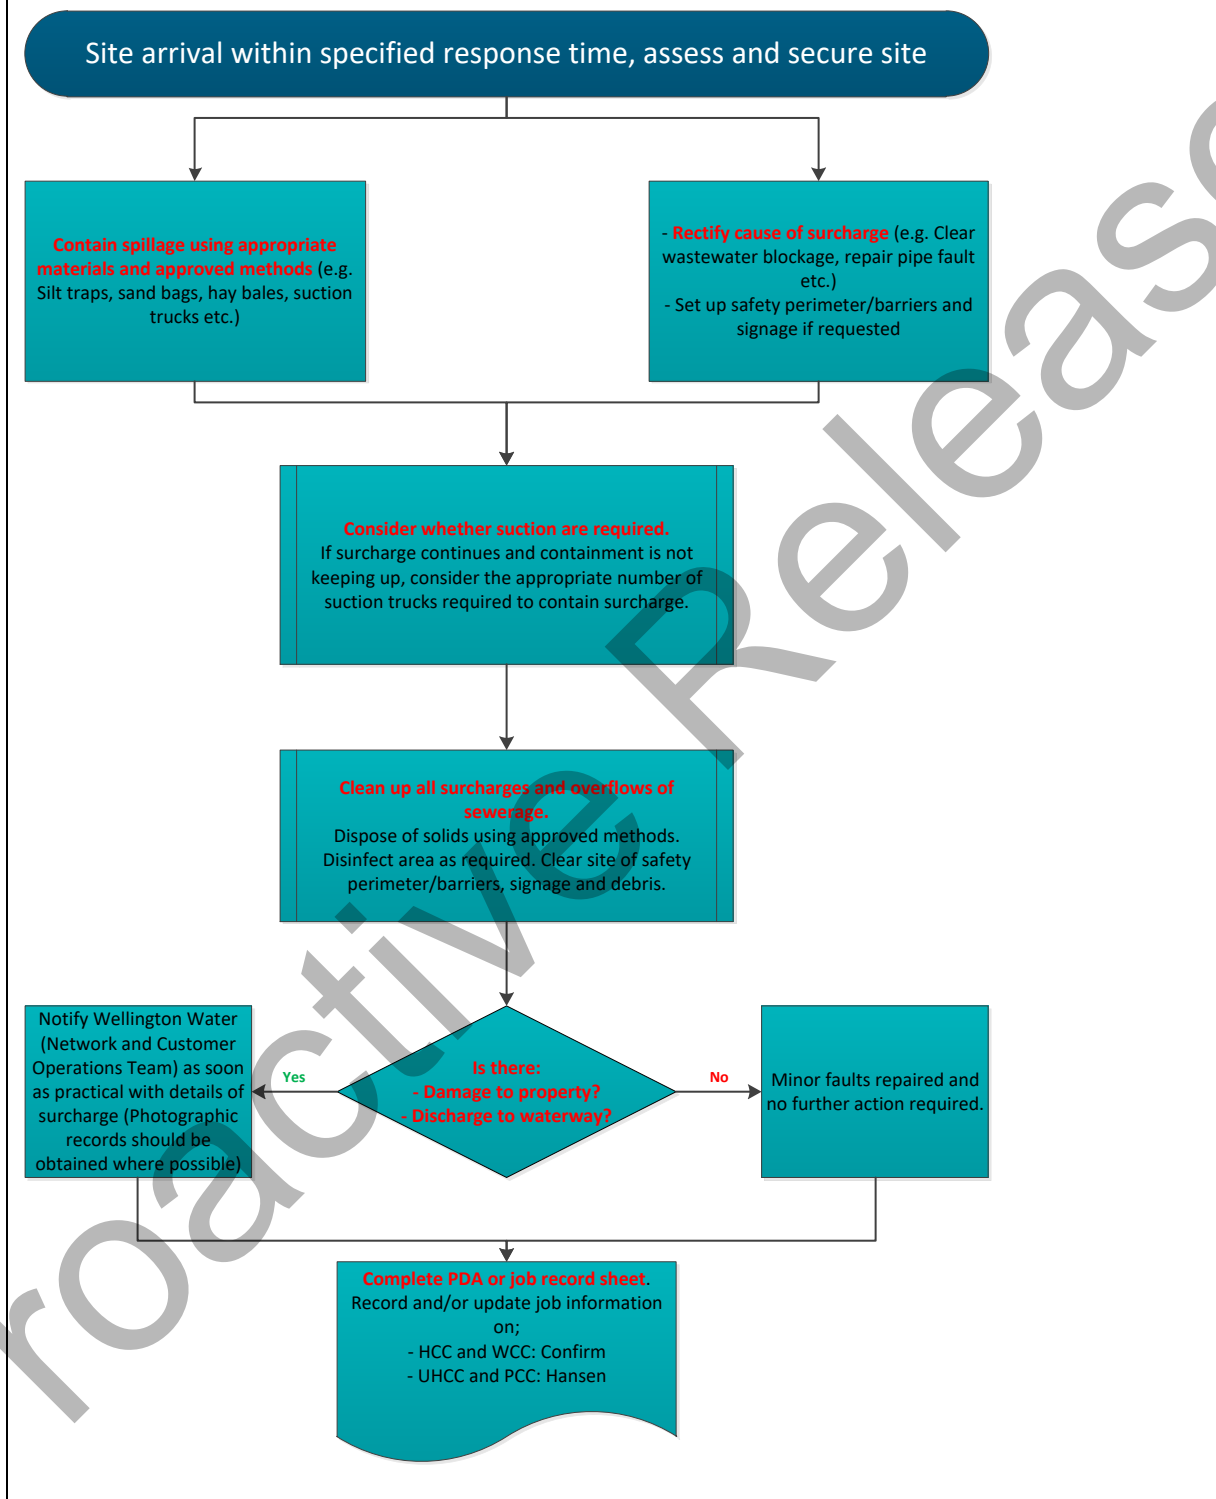 Site arrival within specified response time, assess and secure site
Contain spillage using appropriate
materials and approved methods (e.g.
Silt traps, sand bags, hay bales, suction
trucks etc.)
- Rectify cause of surcharge (e.g. Clear
wastewater blockage, repair pipe fault
etc.)
- Set up safety perimeter/barriers and
signage if requested
Consider whether suction are required.
If surcharge continues and containment is not
keeping up, consider the appropriate number of
suction trucks required to contain surcharge.
Clean up all surcharges and overflows of
sewerage.
Dispose of solids using approved methods.
Disinfect area as required. Clear site of safety
perimeter/barriers, signage and debris.
Is there:
- Damage to property?
- Discharge to waterway?
Yes
No
Notify Wellington Water
(Network and Customer
Operations Team) as soon
as practical with details of
surcharge (Photographic
records should be
obtained where possible)
Minor faults repaired and
no further action required.
Complete PDA or job record sheet.
Record and/or update job information
on;
- HCC and WCC: Confirm
- UHCC and PCC: Hansen
roactive Release